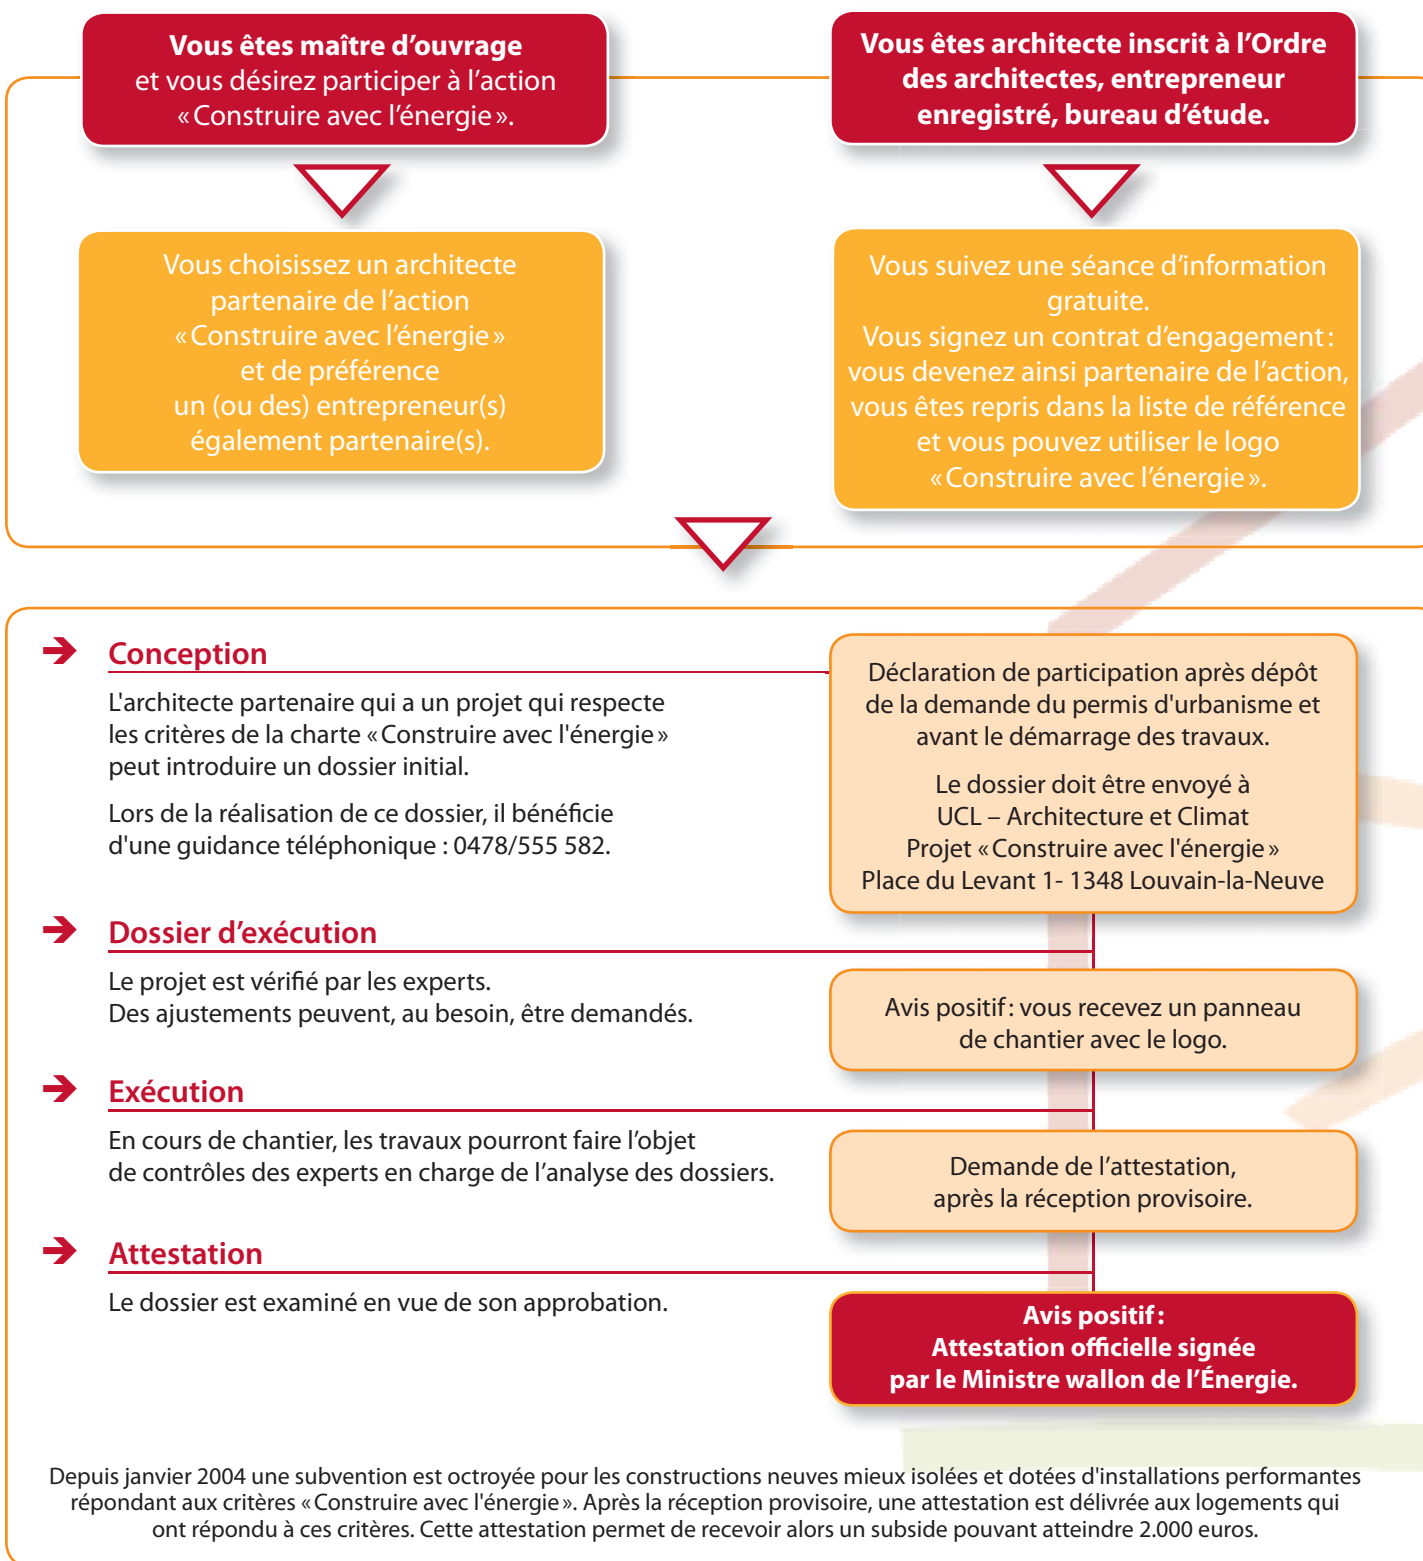 Vous êtes maître d’ouvrage
et vous désirez participer à l’action
«Construire avec l’énergie».
Vous êtes architecte inscrit à l’Ordre
des architectes, entrepreneur
enregistré, bureau d’étude.
Vous choisissez un architecte
partenaire de l’action
«Construire avec l’énergie»
et de préférence
un (ou des) entrepreneur(s)
également partenaire(s).
Vous suivez une séance d’information
gratuite.
Vous signez un contrat d’engagement :
vous devenez ainsi partenaire de l’action,
vous êtes repris dans la liste de référence
et vous pouvez utiliser le logo
«Construire avec l’énergie».
Conception
L'architecte partenaire qui a un projet qui respecte
les critères de la charte «Construire avec l'énergie»
peut introduire un dossier initial.
Lors de la réalisation de ce dossier, il bénéficie
d'une guidance téléphonique : 0478/555 582.
Déclaration de participation après dépôt
de la demande du permis d'urbanisme et
avant le démarrage des travaux.
Le dossier doit être envoyé à
UCL – Architecture et Climat
Projet «Construire avec l'énergie»
Place du Levant 1- 1348 Louvain-la-Neuve
Dossier d’exécution
Le projet est vérifié par les experts.
Des ajustements peuvent, au besoin, être demandés.
Avis positif : vous recevez un panneau
de chantier avec le logo.
Exécution
En cours de chantier, les travaux pourront faire l’objet
de contrôles des experts en charge de l’analyse des dossiers.
Demande de l’attestation,
après la réception provisoire.
Attestation
Le dossier est examiné en vue de son approbation.
Avis positif :
Attestation officielle signée
par le Ministre wallon de l’Énergie.
Depuis janvier 2004 une subvention est octroyée pour les constructions neuves mieux isolées et dotées d'installations performantes
répondant aux critères «Construire avec l'énergie». Après la réception provisoire, une attestation est délivrée aux logements qui
ont répondu à ces critères. Cette attestation permet de recevoir alors un subside pouvant atteindre 2.000 euros.